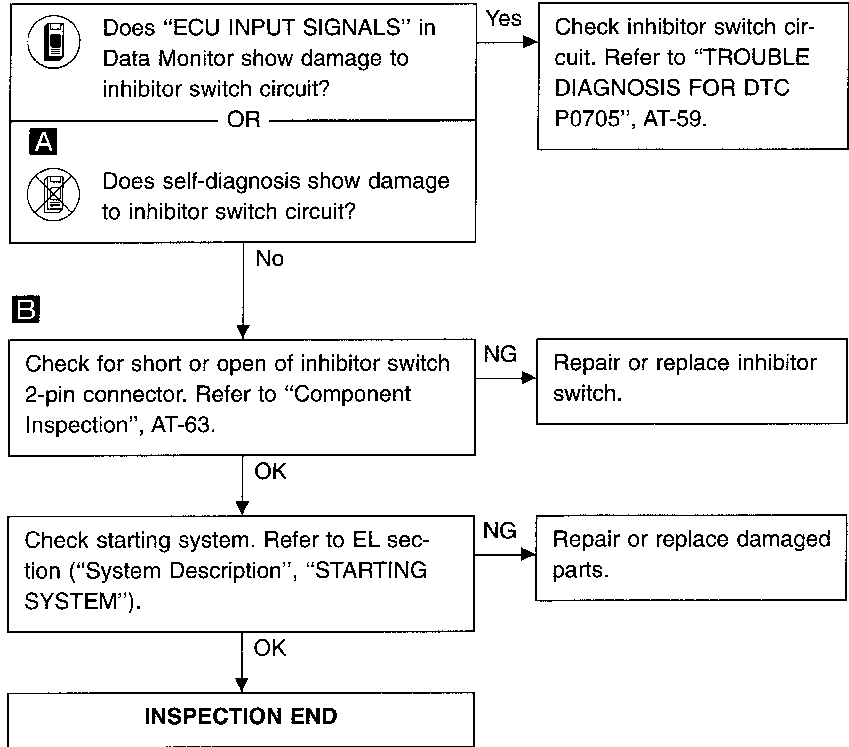 Does “ECU INPUT SIGNALS” in
Data Monitor show damage to
inhibitor switch circuit?
OR
A
Does self-diagnosis show damage
to inhibitor switch circuit?
Yes
Check inhibitor switch cir-
cuit. Refer to “TROUBLE
DIAGNOSIS FOR DTC
P0705”, AT-59.
No
B
Check for short or open of inhibitor switch
2-pin connector. Refer to “Component
Inspection”, AT-63.
NG
Repair or replace inhibitor
switch.
OK
Check starting system. Refer to EL sec-
tion (“System Description”, “STARTING
SYSTEM”).
NG
Repair or replace damaged
parts.
OK
INSPECTION END